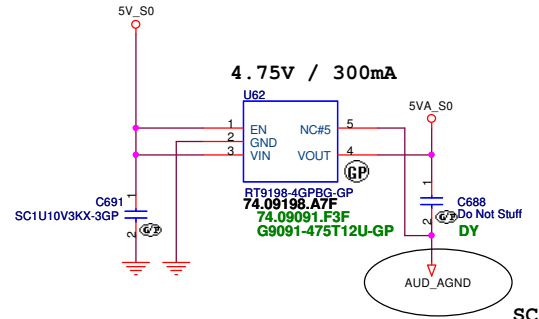 5V_S0
4.75V / 300mA
U62
5VA_S0
1 EN NC#5 5
2 GND
3 VIN VOUT 4
GP
RT9198-4GPBG-GP
74.09198.A7F
74.09091.F3F
G9091-475T12U-GP
1
C691
SC1U10V3KX-3GP
2
G/P
1
C688
Do Not Stuff
2
G/P
DY
AUD_AGND
SC